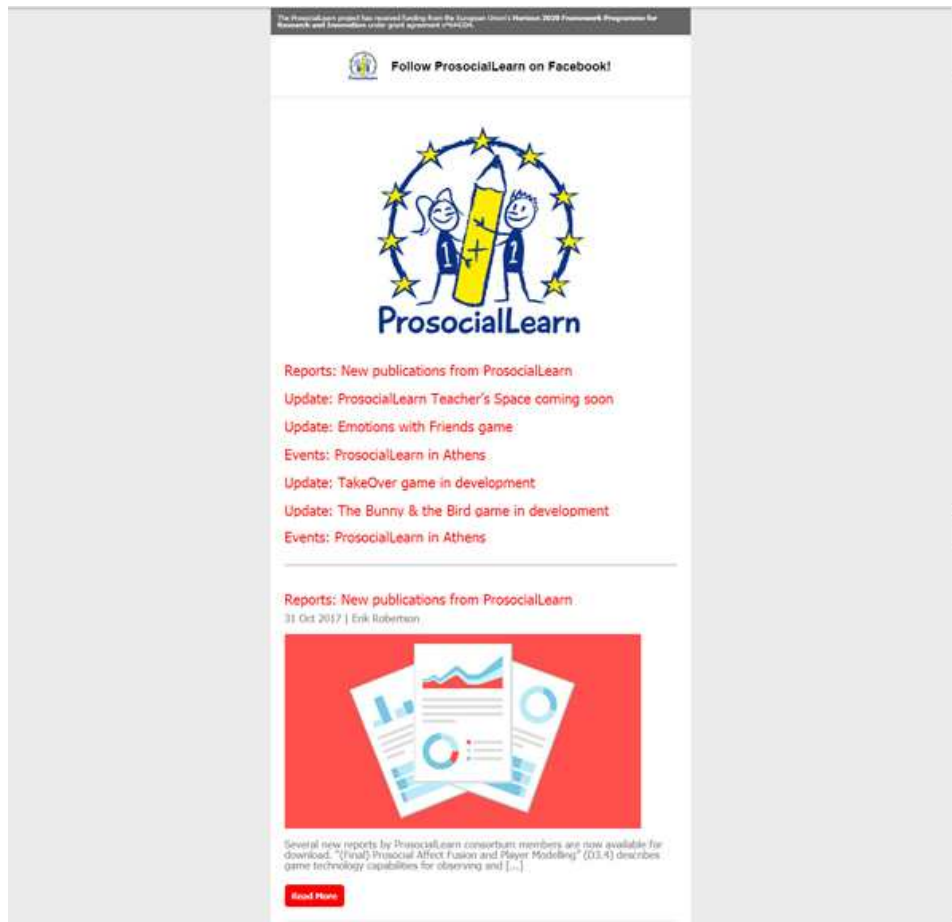 The ProsocialLearn project has received funding from the European Union's Horizon 2020 Framework Programme for
Research and Innovation under grant agreement
Follow ProsocialLearn on Facebook!
1 + 2
ProsocialLearn
Reports: New publications from ProsocialLearn
Update: ProsocialLearn Teacher's Space coming soon
Update: Emotions with Friends game
Events: ProsocialLearn in Athens
Update: TakeOver game in development
Update: The Bunny & the Bird game in development
Events: ProsocialLearn in Athens
Reports: New publications from ProsocialLearn
31 Oct 2017 | Erik Robertson
Several new reports by ProsocialLearn consortium members are now available for
download. "(Final) Prosocial Affect Fusion and Player Modelling" (D3.4) describes
game technology capabilities for observing and [...]
Read More